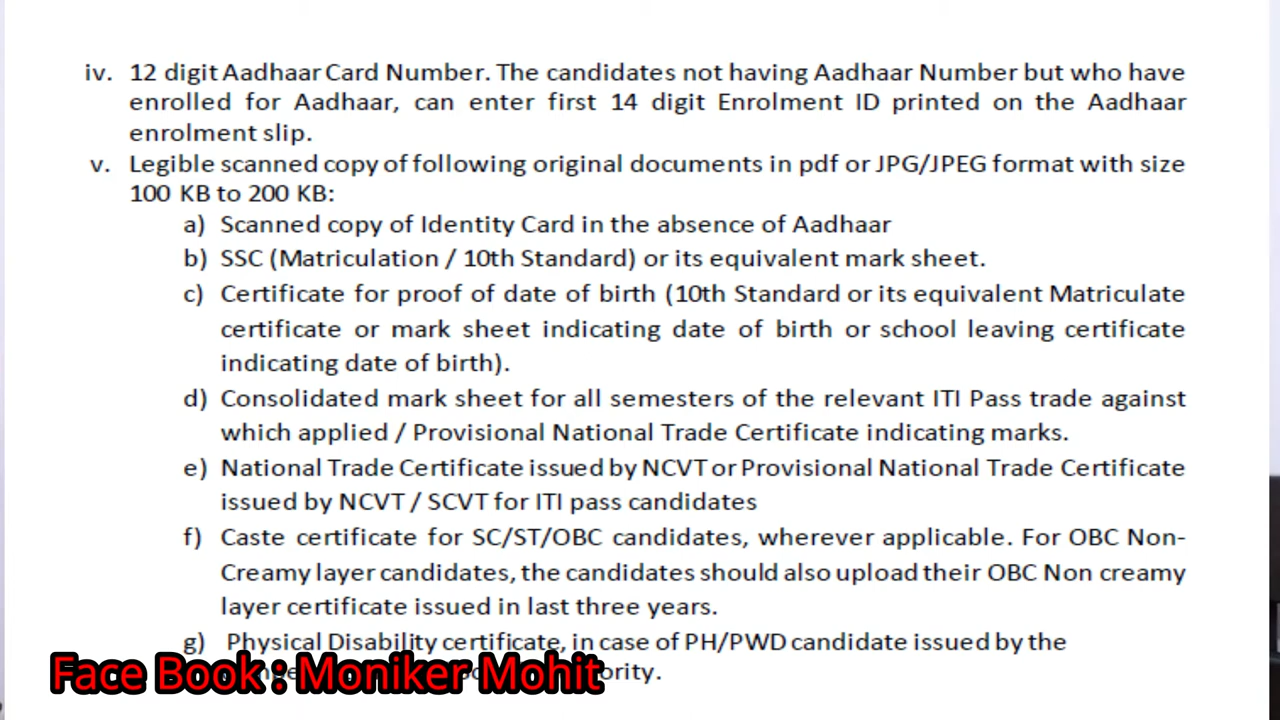 iv. 12 digit Aadhaar Card Number. The candidates not having Aadhaar Number but who have
enrolled for Aadhaar, can enter first 14 digit Enrolment ID printed on the Aadhaar
enrolment slip.
v. Legible scanned copy of following original documents in pdf or JPG/JPEG format with size
100 KB to 200 KB:
a) Scanned copy of Identity Card in the absence of Aadhaar
b) SSC (Matriculation / 10th Standard) or its equivalent mark sheet.
c) Certificate for proof of date of birth (10th Standard or its equivalent Matriculate
certificate or mark sheet indicating date of birth or school leaving certificate
indicating date of birth).
d) Consolidated mark sheet for all semesters of the relevant ITI Pass trade against
which applied / Provisional National Trade Certificate indicating marks.
e) National Trade Certificate issued by NCVT or Provisional National Trade Certificate
issued by NCVT / SCVT for ITI pass candidates
f) Caste certificate for SC/ST/OBC candidates, wherever applicable. For OBC Non-
Creamy layer candidates, the candidates should also upload their OBC Non creamy
layer certificate issued in last three years.
g) Physical Disability certificate, in case of PH/PWD candidate issued by the
Face Book : Moniker Mohit